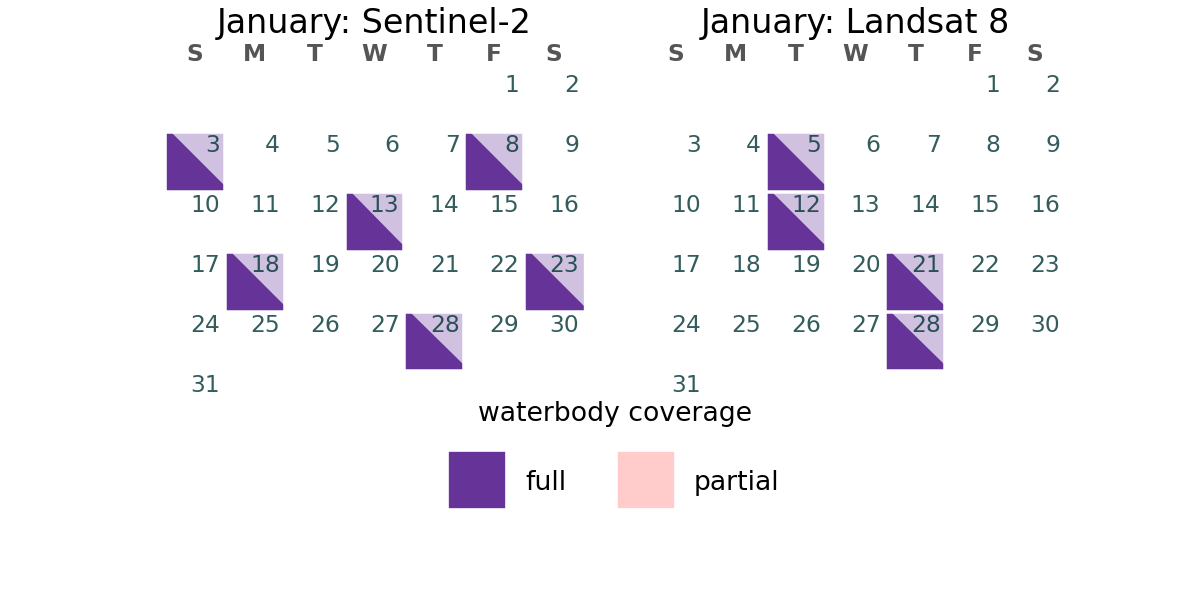 January: Sentinel-2
S M T W T F S
1 2
3 4 5 6 7 8 9
10 11 12 13 14 15 16
17 18 19 20 21 22 23
24 25 26 27 28 29 30
31
January: Landsat 8
S M T W T F S
1 2
3 4 5 6 7 8 9
10 11 12 13 14 15 16
17 18 19 20 21 22 23
24 25 26 27 28 29 30
31
waterbody coverage
full partial